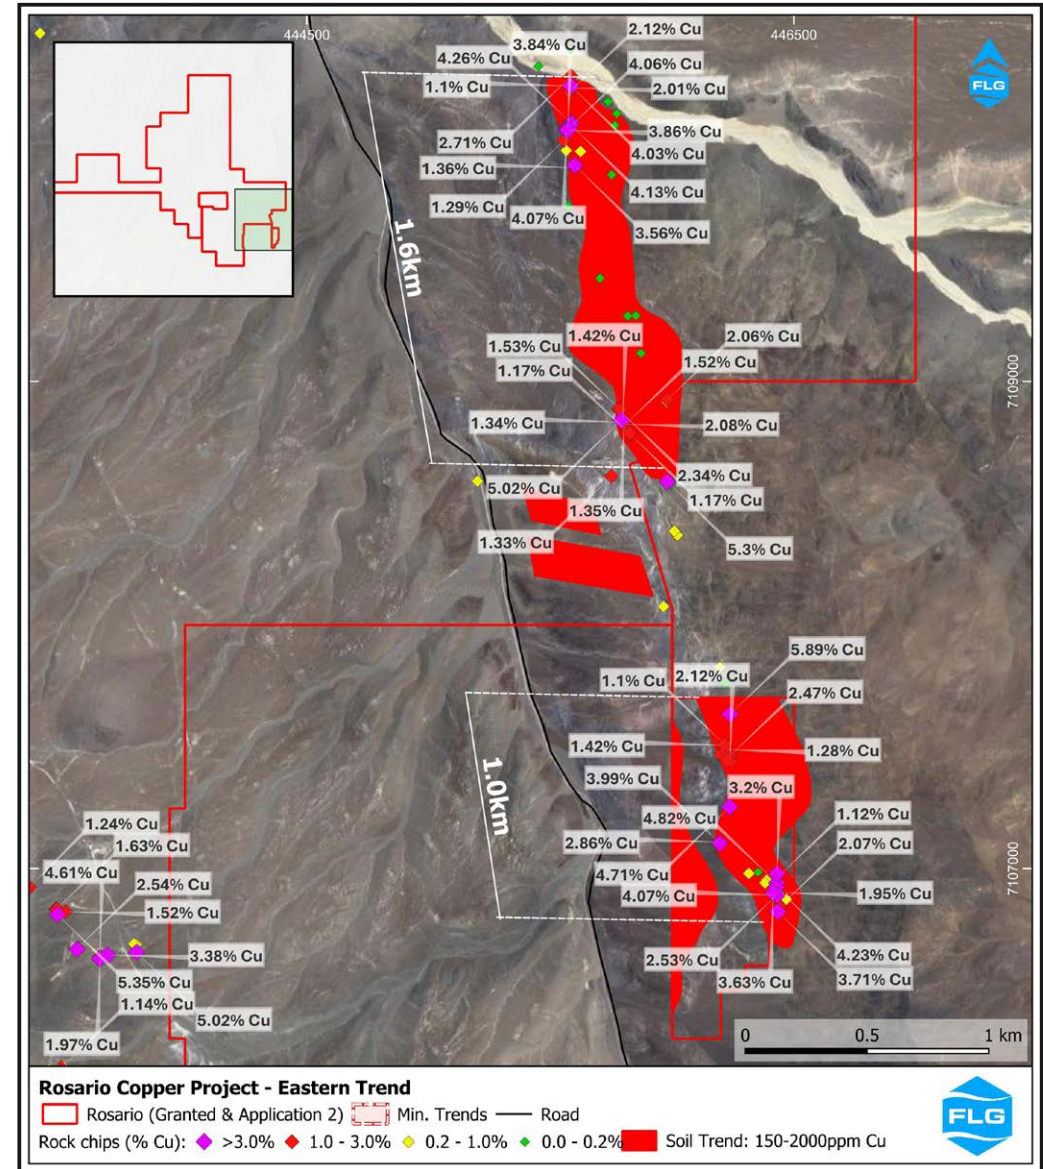 444500
446500
FLG
2.12% Cu
3.84% Cu
4.26% Cu
4.06% Cu
1.1% Cu
2.01% Cu
2.71% Cu
3.86% Cu
4.03% Cu
1.36% Cu
4.13% Cu
1.29% Cu
4.07% Cu
3.56% Cu
1.6km
1.42% Cu
2.06% Cu
1.53% Cu
1.52% Cu
1.17% Cu
7109000
1.34% Cu
2.08% Cu
2.34% Cu
5.02% Cu
1.17% Cu
1.35% Cu
1.33% Cu
5.3% Cu
5.89% Cu
1.1% Cu
2.12% Cu
2.47% Cu
1.42% Cu
1.28% Cu
3.99% Cu
3.2% Cu
1.0km
4.82% Cu
1.12% Cu
2.86% Cu
2.07% Cu
4.71% Cu
7107000
4.07% Cu
1.95% Cu
2.53% Cu
4.23% Cu
3.63% Cu
3.71% Cu
1.24% Cu
1.63% Cu
4.61% Cu
2.54% Cu
1.52% Cu
3.38% Cu
5.35% Cu
1.14% Cu
5.02% Cu
1.97% Cu
0 0.5 1 km
Rosario Copper Project - Eastern Trend
Rosario (Granted & Application 2) Min. Trends Road
Rock chips (% Cu): >3.0% 1.0 - 3.0% 0.2 - 1.0% 0.0 - 0.2% Soil Trend: 150-2000ppm Cu
FLG